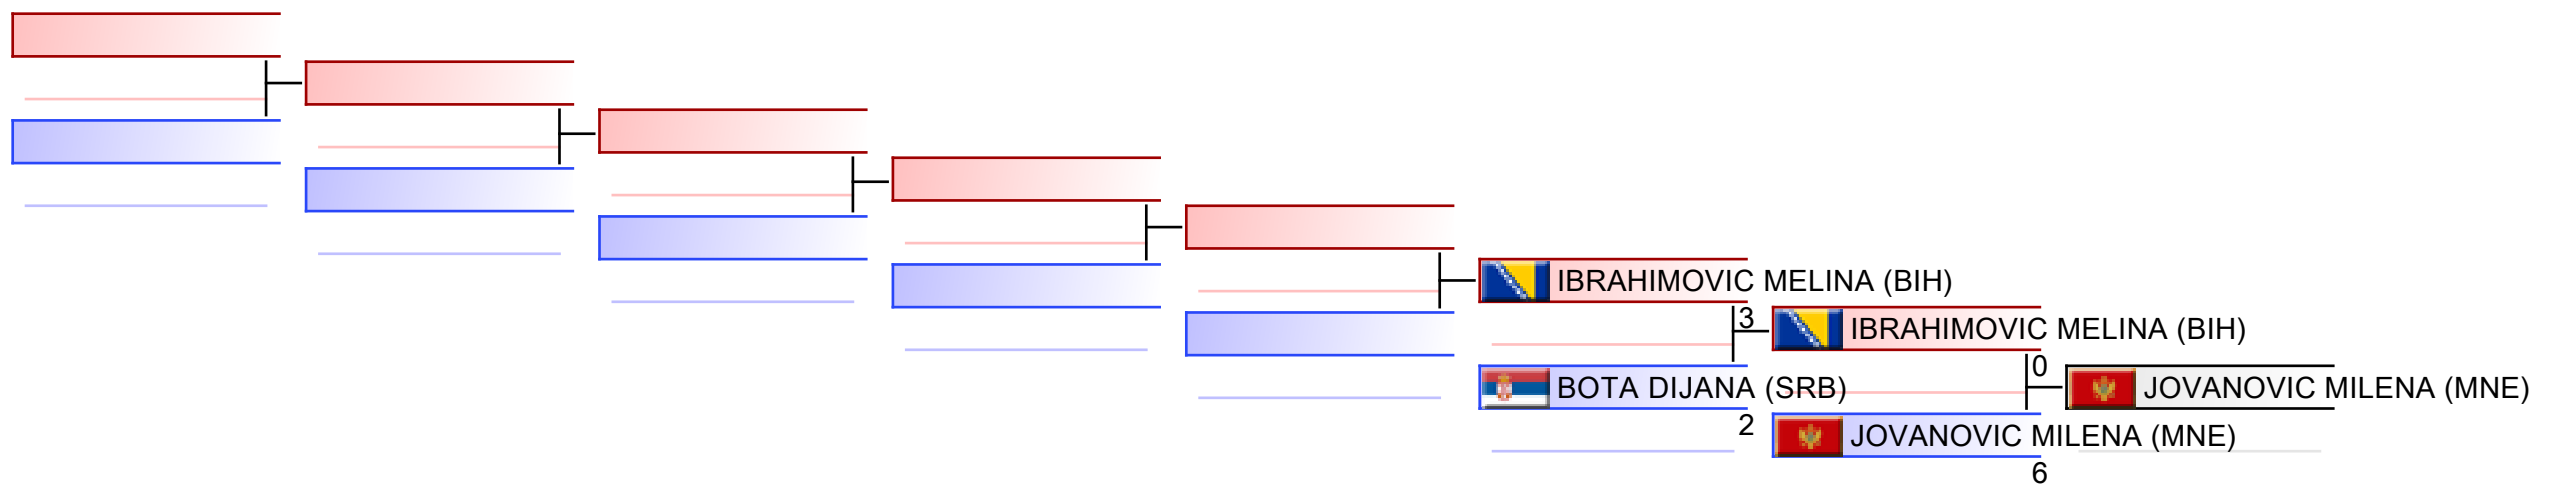 IBRAHIMOVIC MELINA (BIH)
3
IBRAHIMOVIC MELINA (BIH)
0
BOTA DIJANA (SRB)
JOVANOVIC MILENA (MNE)
2
JOVANOVIC MILENA (MNE)
6